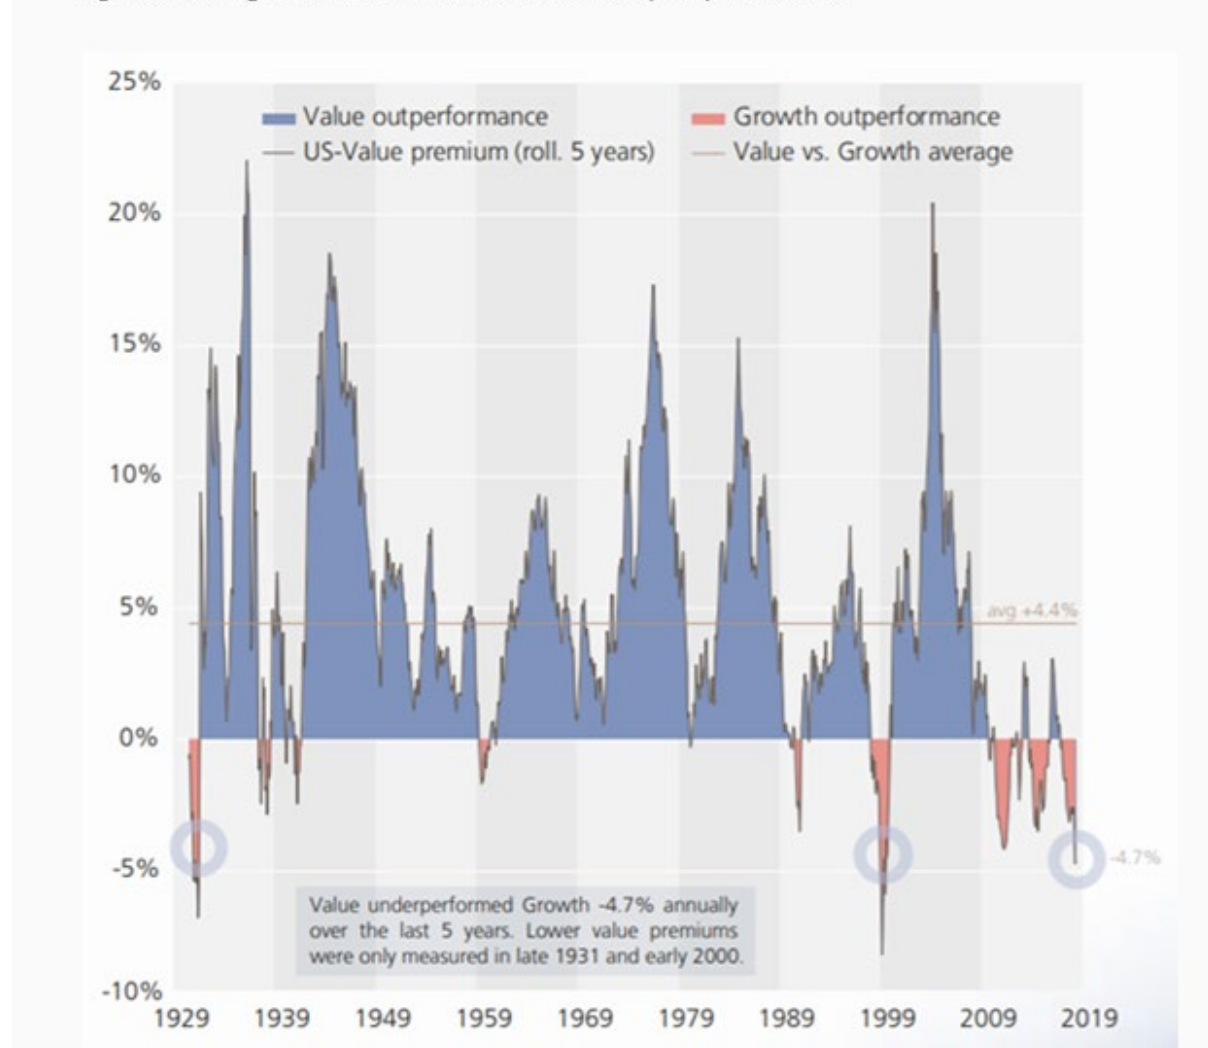 25%
Value outperformance
Growth outperformance
US-Value premium (roll. 5 years)
Value vs. Growth average
20%
15%
10%
5%
avg +4.4%
0%
-5%
-4.7%
Value underperformed Growth -4.7% annually
over the last 5 years. Lower value premiums
were only measured in late 1931 and early 2000.
-10%
1929 1939 1949 1959 1969 1979 1989 1999 2009 2019